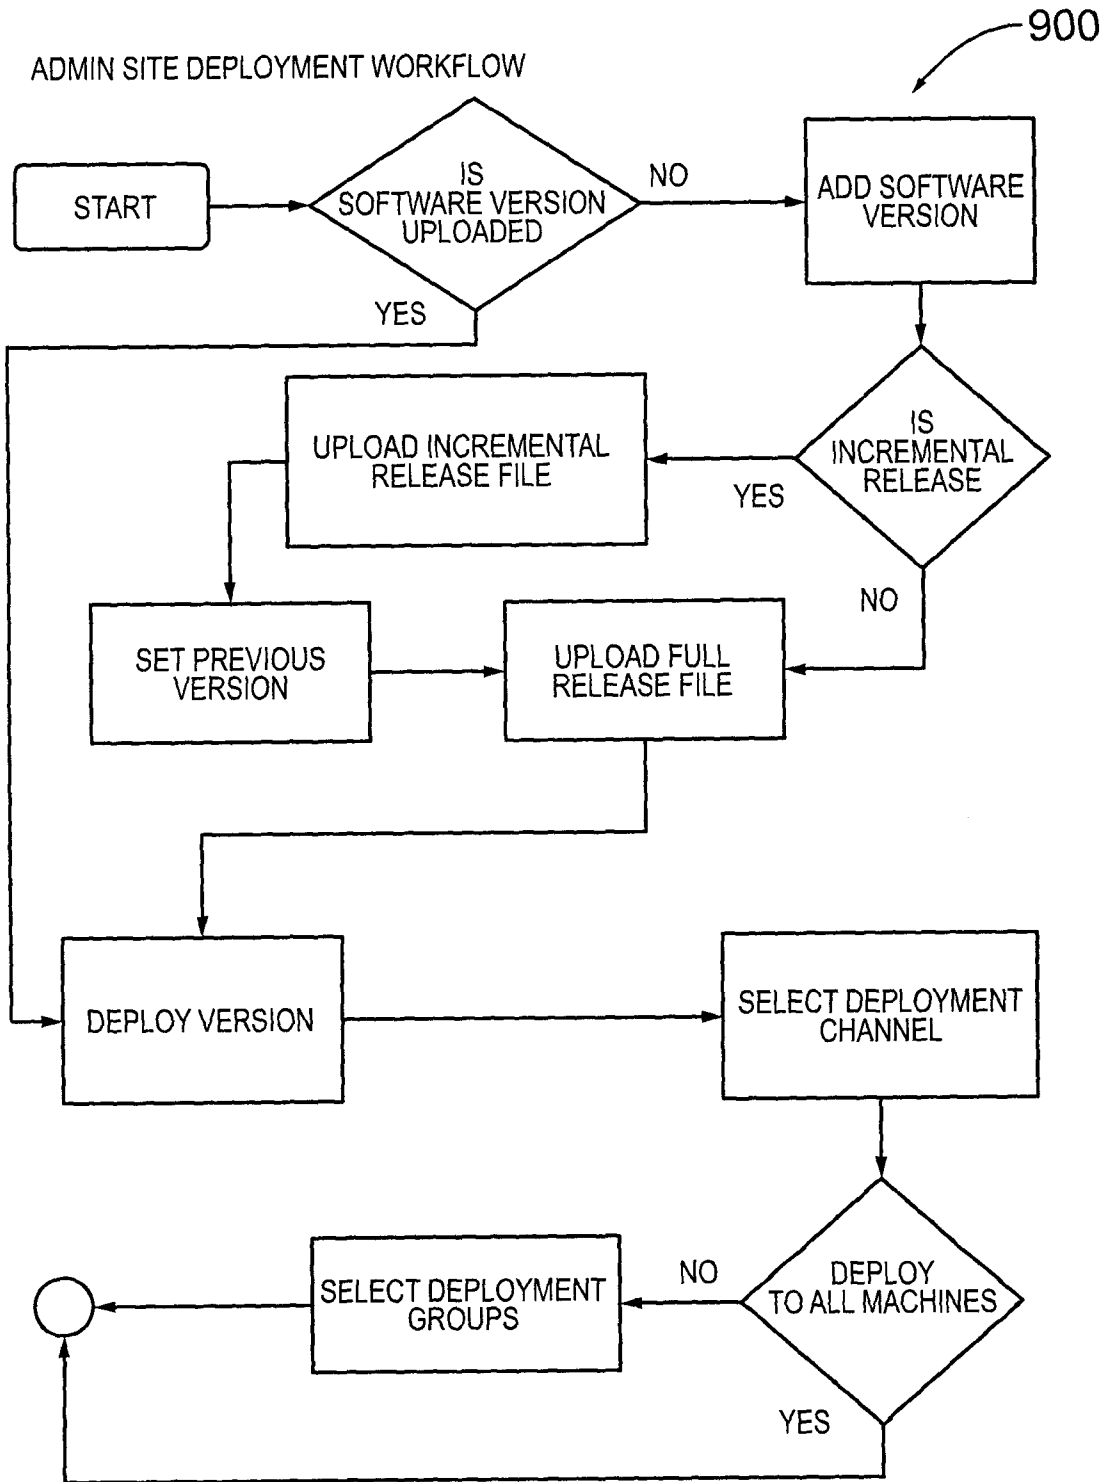 900
ADMIN SITE DEPLOYMENT WORKFLOW
START
IS
SOFTWARE VERSION
UPLOADED
NO
YES
ADD SOFTWARE
VERSION
IS
INCREMENTAL
RELEASE
YES
NO
UPLOAD INCREMENTAL
RELEASE FILE
SET PREVIOUS
VERSION
UPLOAD FULL
RELEASE FILE
DEPLOY VERSION
SELECT DEPLOYMENT
CHANNEL
DEPLOY
TO ALL MACHINES
NO
YES
SELECT DEPLOYMENT
GROUPS